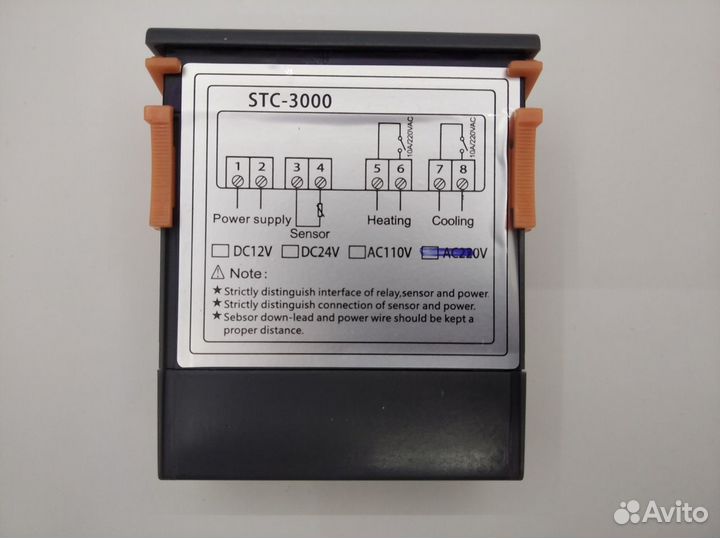 STC-3000
10A/220VAC 10A/220VAC
1 2 3 4 5 6 7 8
Power supply Sensor Heating Cooling
DC12V DC24V AC110V AC220V
Note:
★ Strictly distinguish interface of relay,sensor and power.
★ Strictly distinguish connection of sensor and power.
★ Sebsor down-lead and power wire should be kept a
proper distance.
Avito